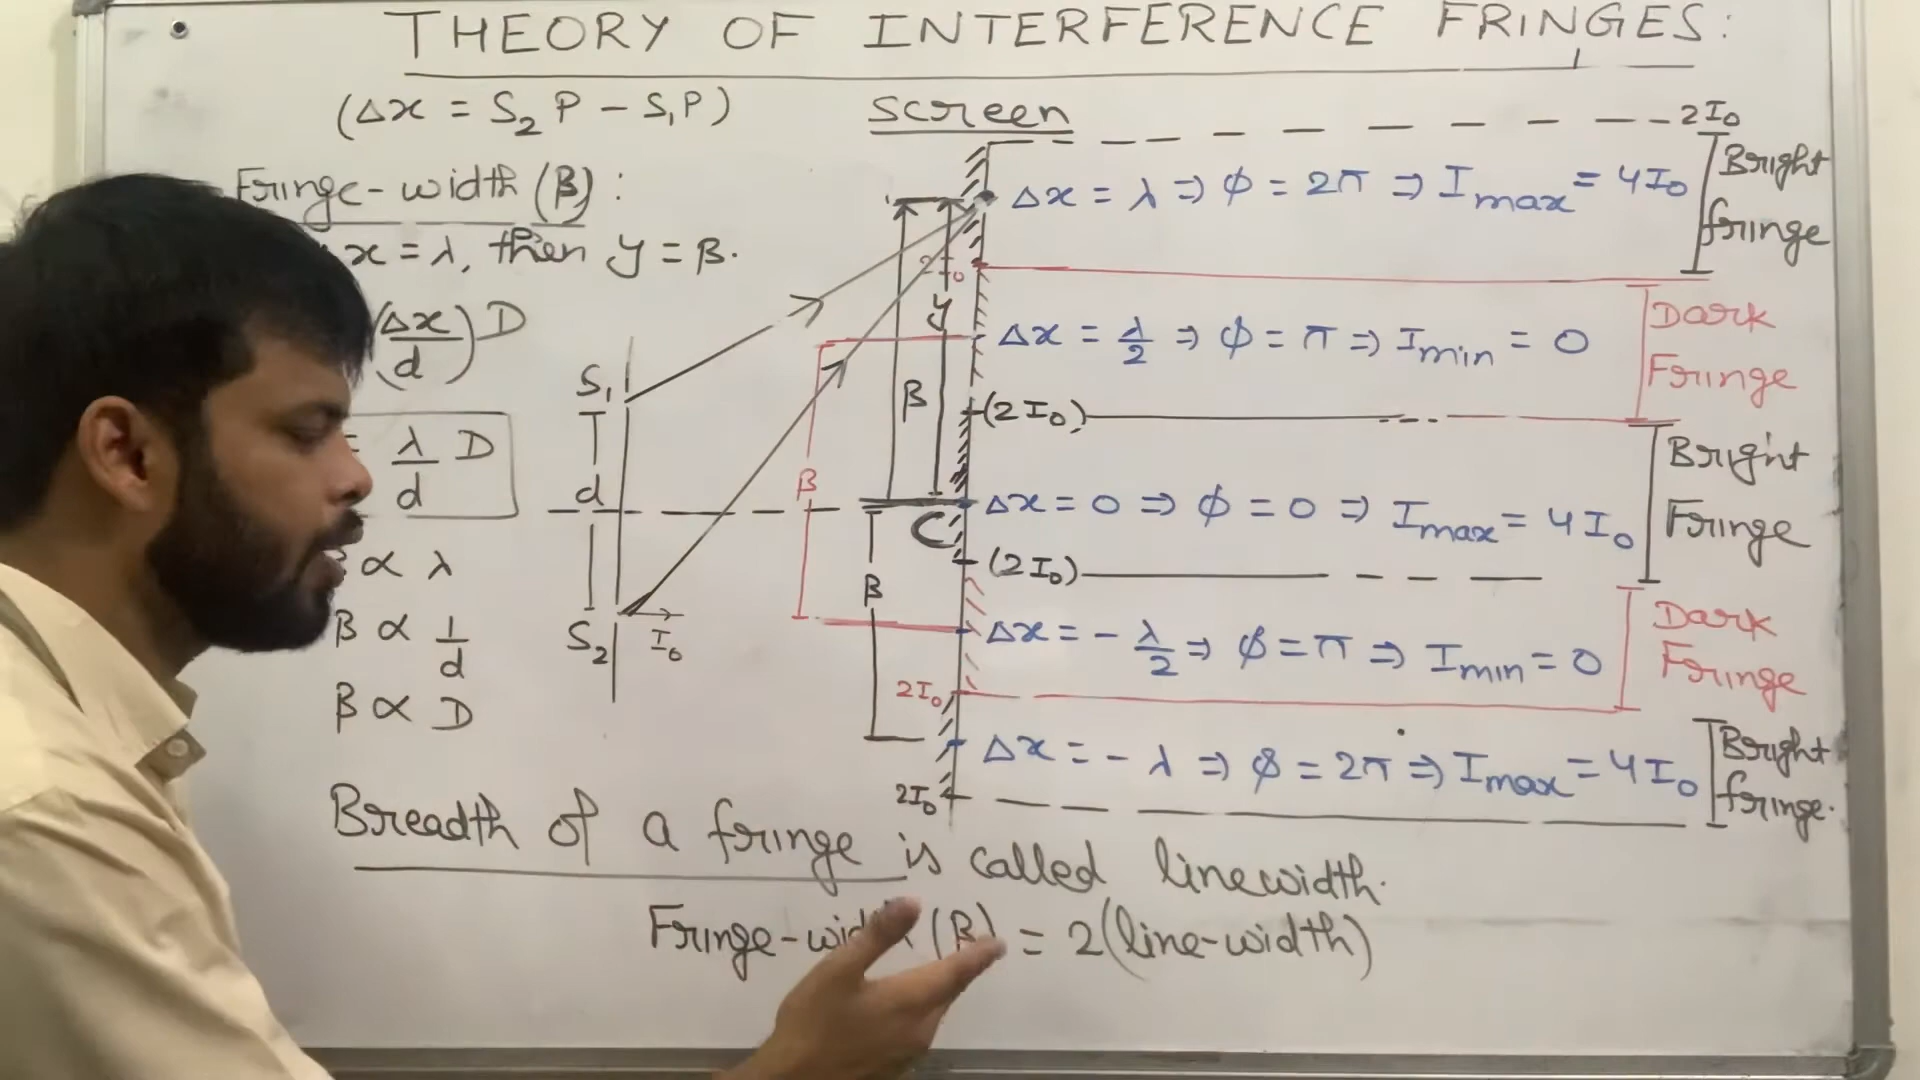 THEORY OF INTERFERENCE FRINGES:
(Δx = S₂P – S₁P)
Fringe-width (β):
x = λ, then y = β.
(Δx/d) D
= λ/d D
∝ λ
β ∝ 1/d
β ∝ D
S₁
d
S₂
I₀
Screen
2I₀
Δx = λ ⇒ ϕ = 2π ⇒ Imax = 4I₀
Bright fringe
2I₀
y
β
Δx = λ/2 ⇒ ϕ = π ⇒ Imin = 0
Dark Fringe
(2I₀)
β
C
Δx = 0 ⇒ ϕ = 0 ⇒ Imax = 4I₀
Bright Fringe
(2I₀)
β
Δx = – λ/2 ⇒ ϕ = π ⇒ Imin = 0
Dark Fringe
2I₀
Δx = – λ ⇒ ϕ = 2π ⇒ Imax = 4I₀
Bright fringe.
2I₀
Breadth of a fringe is called linewidth.
Fringe-width (β) = 2(line-width)